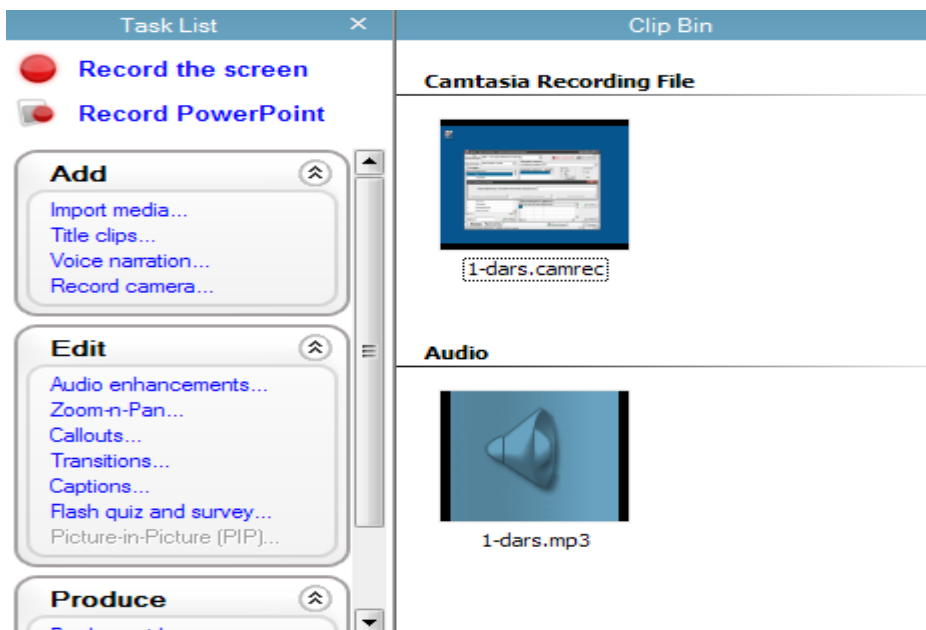 Task List
Record the screen
Record PowerPoint
Add
Import media...
Title clips...
Voice narration...
Record camera...
Edit
Audio enhancements...
Zoom-n-Pan...
Callouts...
Transitions...
Captions...
Flash quiz and survey...
Picture-in-Picture (PIP)...
Produce
Clip Bin
Camtasia Recording File
1-dars.camrec
Audio
1-dars.mp3